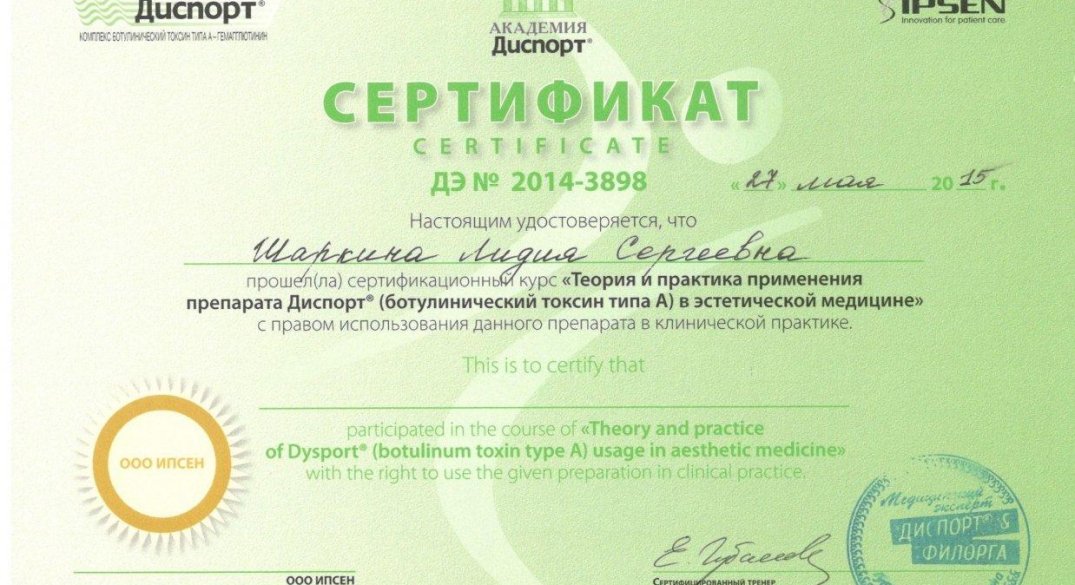 Диспорт®
КОМПЛЕКС БОТУЛИНИЧЕСКИЙ ТОКСИН ТИПА А – ГЕМАГГЛЮТИНИН
АКАДЕМИЯ
Диспорт®
IPSEN
Innovation for patient care
СЕРТИФИКАТ
CERTIFICATE
ДЭ № 2014-3898
« 27 » мая 2015 г.
Настоящим удостоверяется, что
Шаркина Лидия Сергеевна
прошел(ла) сертификационный курс «Теория и практика применения
препарата Диспорт® (ботулинический токсин типа А) в эстетической медицине»
с правом использования данного препарата в клинической практике.
This is to certify that
participated in the course of «Theory and practice
of Dysport® (botulinum toxin type A) usage in aesthetic medicine»
with the right to use the given preparation in clinical practice.
ООО ИПСЕН
Медицинский
эксперт
ДИСПОРТ® &
ФИЛОРГА
ООО ИПСЕН
СЕРТИФИЦИРОВАННЫЙ ТРЕНЕР